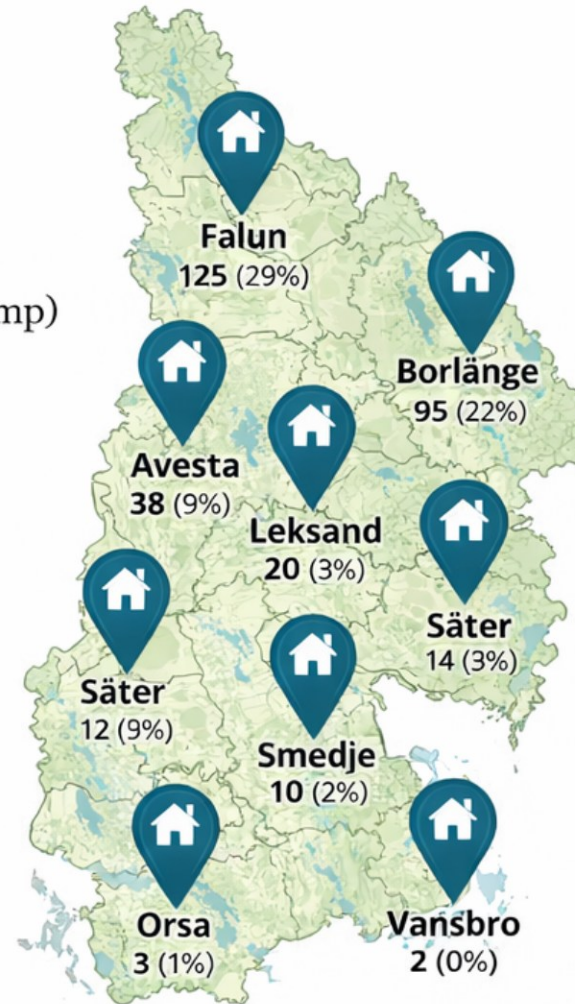 Falun
125 (29%)
mp)
Borlänge
95 (22%)
Avesta
38 (9%)
Leksand
20 (3%)
Säter
14 (3%)
Säter
12 (9%)
Smedje
10 (2%)
Orsa
3 (1%)
Vansbro
2 (0%)